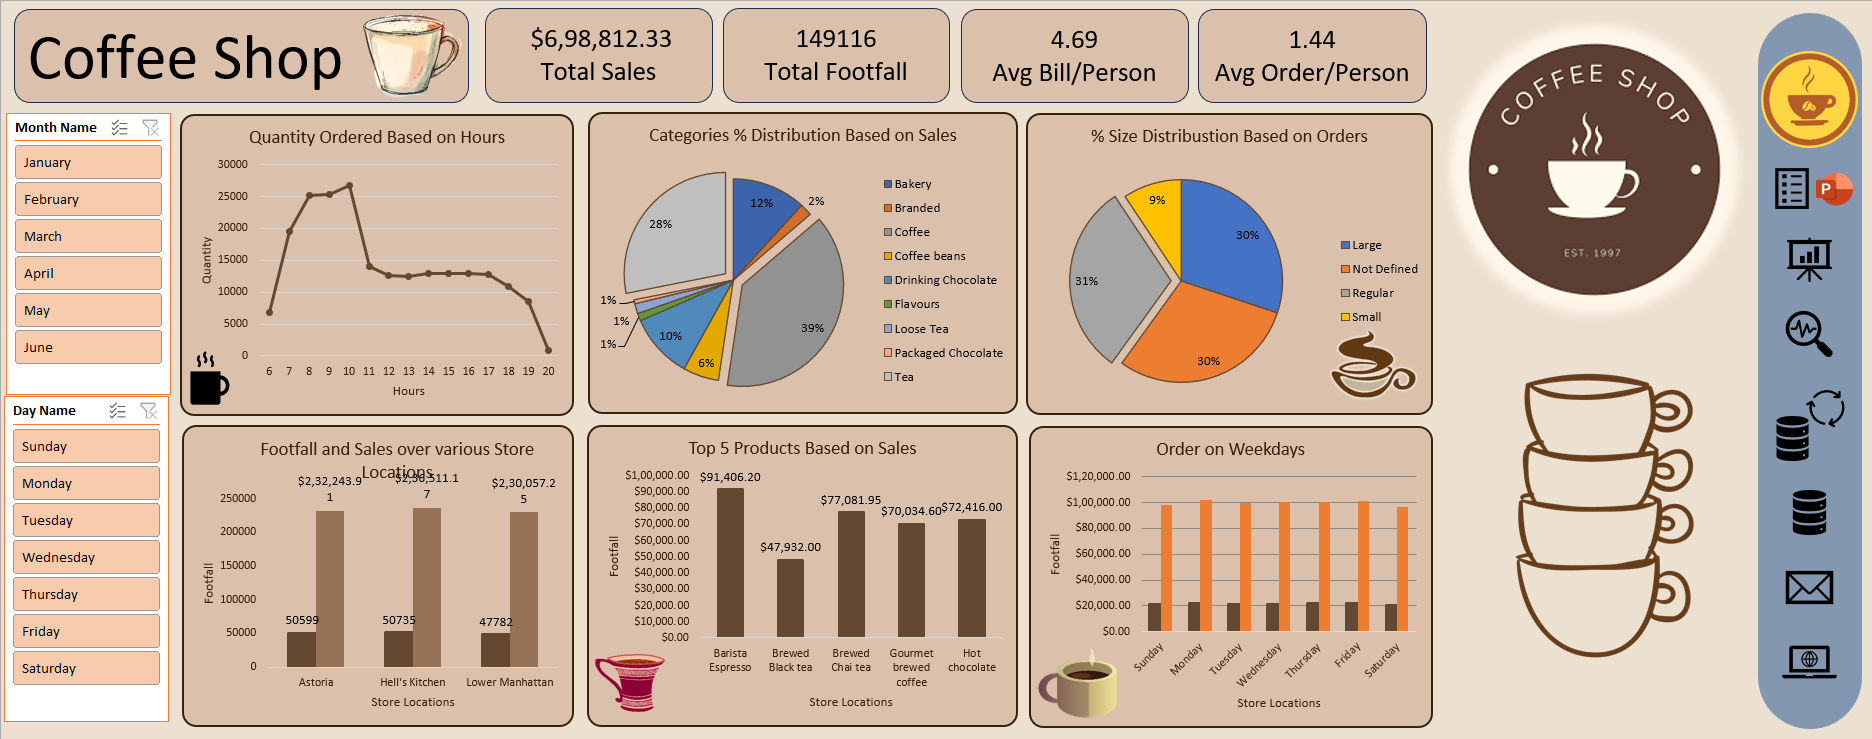 Coffee Shop
$6,98,812.33
Total Sales
149116
Total Footfall
4.69
Avg Bill/Person
1.44
Avg Order/Person
Month Name
January
February
March
April
May
June
Day Name
Sunday
Monday
Tuesday
Wednesday
Thursday
Friday
Saturday
Quantity Ordered Based on Hours
30000
25000
20000
15000
10000
5000
0
Quantity
6 7 8 9 10 11 12 13 14 15 16 17 18 19 20
Hours
Categories % Distribution Based on Sales
12%
2%
28%
39%
1%
1%
1%
10%
6%
Bakery
Branded
Coffee
Coffee beans
Drinking Chocolate
Flavours
Loose Tea
Packaged Chocolate
Tea
% Size Distribustion Based on Orders
9%
30%
31%
30%
Large
Not Defined
Regular
Small
Footfall and Sales over various Store
Locations
$2,32,243.9
1
$2,36,511.1
7
$2,30,057.2
5
250000
200000
150000
100000
50000
0
Footfall
50599
50735
47782
Astoria
Hell's Kitchen
Lower Manhattan
Store Locations
Top 5 Products Based on Sales
$1,00,000.00
$90,000.00
$80,000.00
$70,000.00
$60,000.00
$50,000.00
$40,000.00
$30,000.00
$20,000.00
$10,000.00
$0.00
Footfall
$91,406.20
$47,932.00
$77,081.95
$70,034.60
$72,416.00
Barista
Espresso
Brewed
Black tea
Brewed
Chai tea
Gourmet
brewed
coffee
Hot
chocolate
Store Locations
Order on Weekdays
$1,20,000.00
$1,00,000.00
$80,000.00
$60,000.00
$40,000.00
$20,000.00
$0.00
Footfall
Sunday
Monday
Tuesday
Wednesday
Thursday
Friday
Saturday
Store Locations
COFFEE SHOP
EST. 1997
P